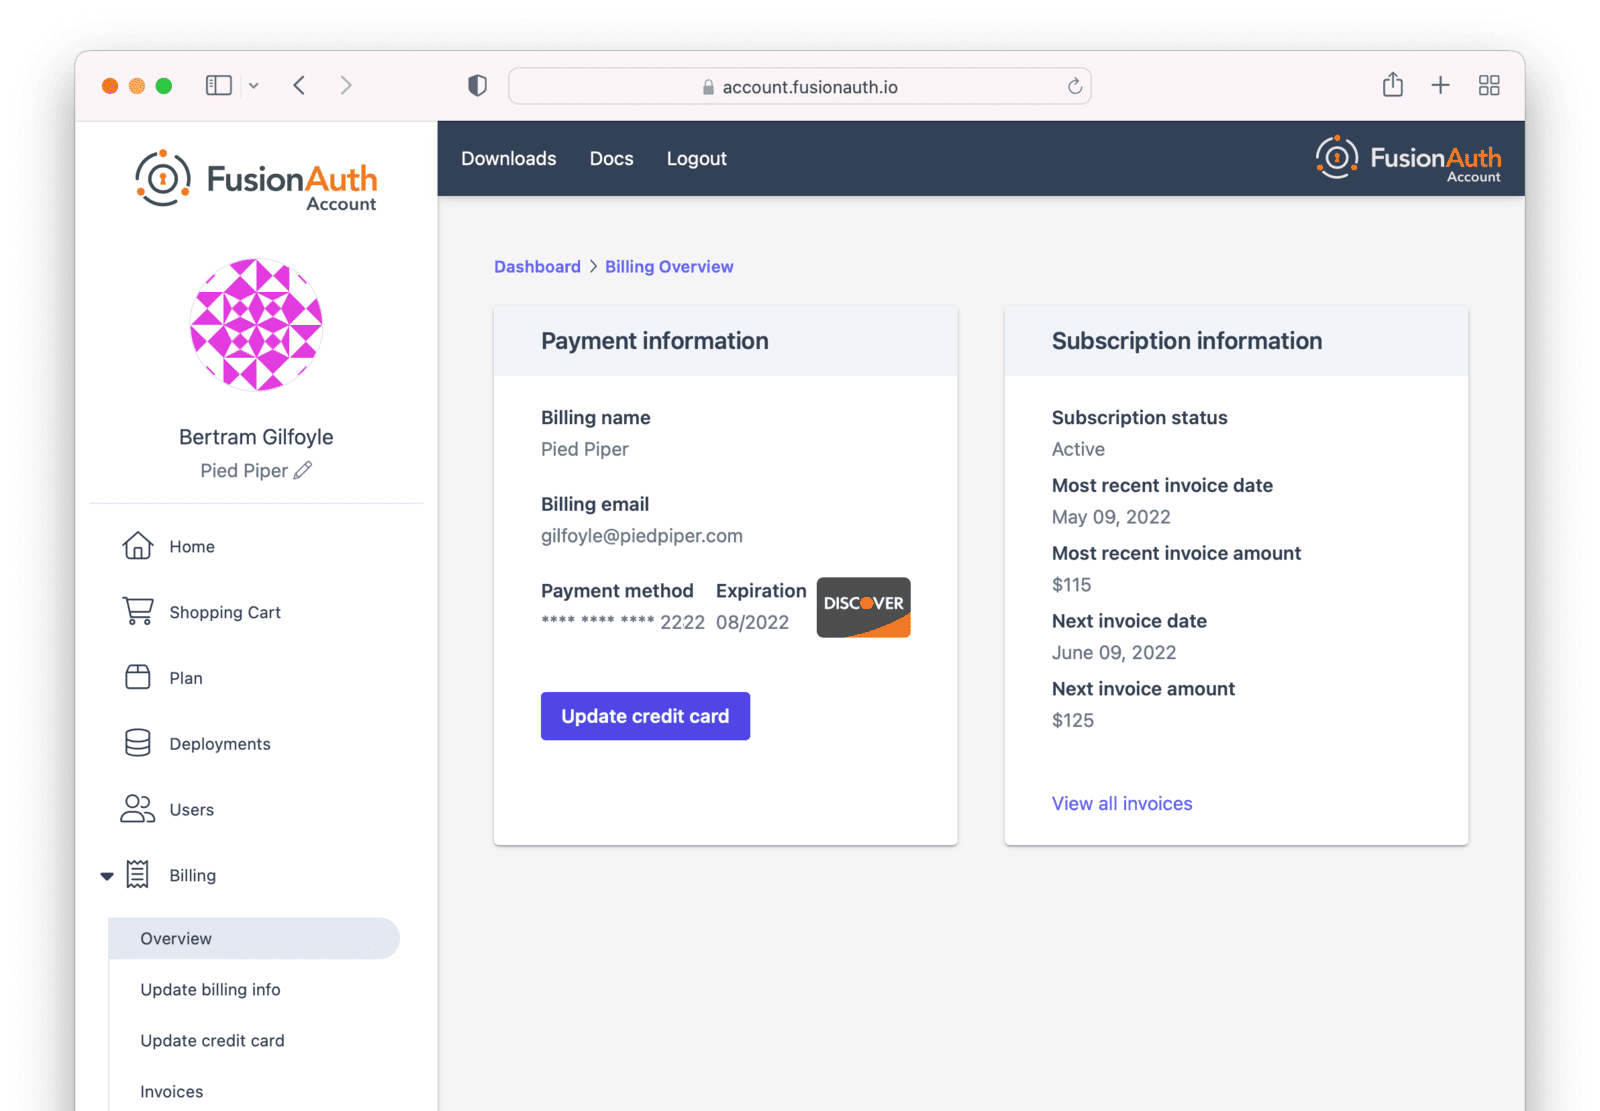 account.fusionauth.io
FusionAuth
Account
Bertram Gilfoyle
Pied Piper
Home
Shopping Cart
Plan
Deployments
Users
Billing
Overview
Update billing info
Update credit card
Invoices
Downloads Docs Logout
FusionAuth
Account
Dashboard > Billing Overview
Payment information
Billing name
Pied Piper
Billing email
gilfoyle@piedpiper.com
Payment method Expiration
**** **** **** 2222 08/2022
DISCOVER
Update credit card
Subscription information
Subscription status
Active
Most recent invoice date
May 09, 2022
Most recent invoice amount
$115
Next invoice date
June 09, 2022
Next invoice amount
$125
View all invoices